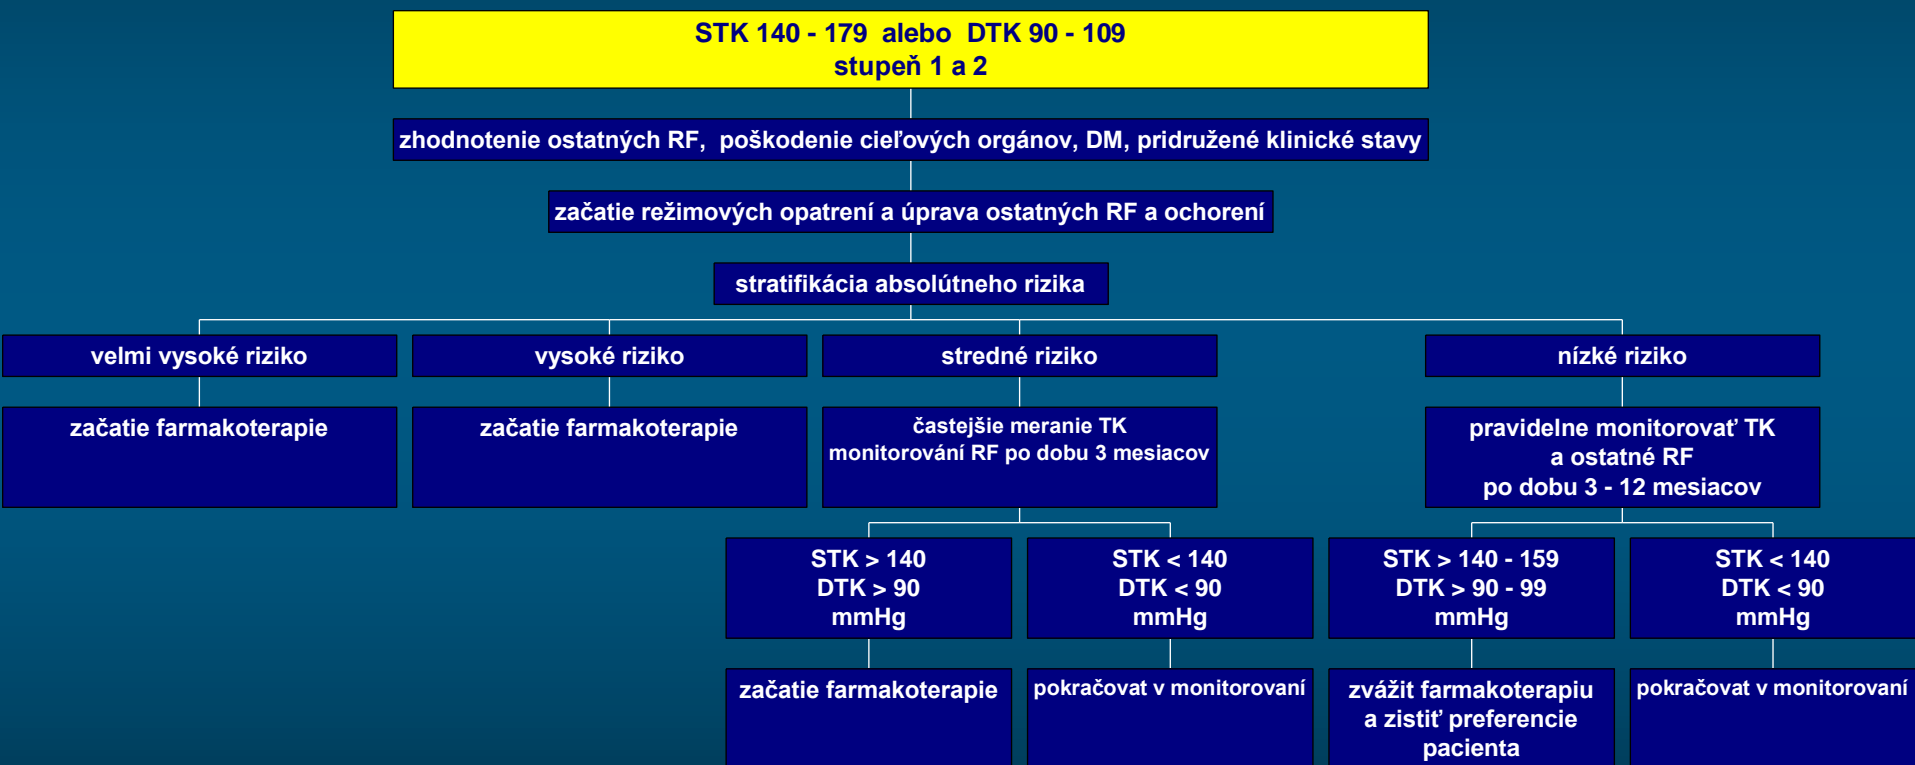 STK 140 - 179 alebo DTK 90 - 109
stupeň 1 a 2
zhodnotenie ostatných RF, poškodenie cieľových orgánov, DM, pridružené klinické stavy
začatie režimových opatrení a úprava ostatných RF a ochorení
stratifikácia absolútneho rizika
velmi vysoké riziko
vysoké riziko
stredné riziko
nízké riziko
začatie farmakoterapie
začatie farmakoterapie
častejšie meranie TK
monitorování RF po dobu 3 mesiacov
pravidelne monitorovať TK
a ostatné RF
po dobu 3 - 12 mesiacov
STK > 140
DTK > 90
mmHg
STK < 140
DTK < 90
mmHg
STK > 140 - 159
DTK > 90 - 99
mmHg
STK < 140
DTK < 90
mmHg
začatie farmakoterapie
pokračovat v monitorovaní
zvážit farmakoterapiu
a zistiť preferencie
pacienta
pokračovat v monitorovaní